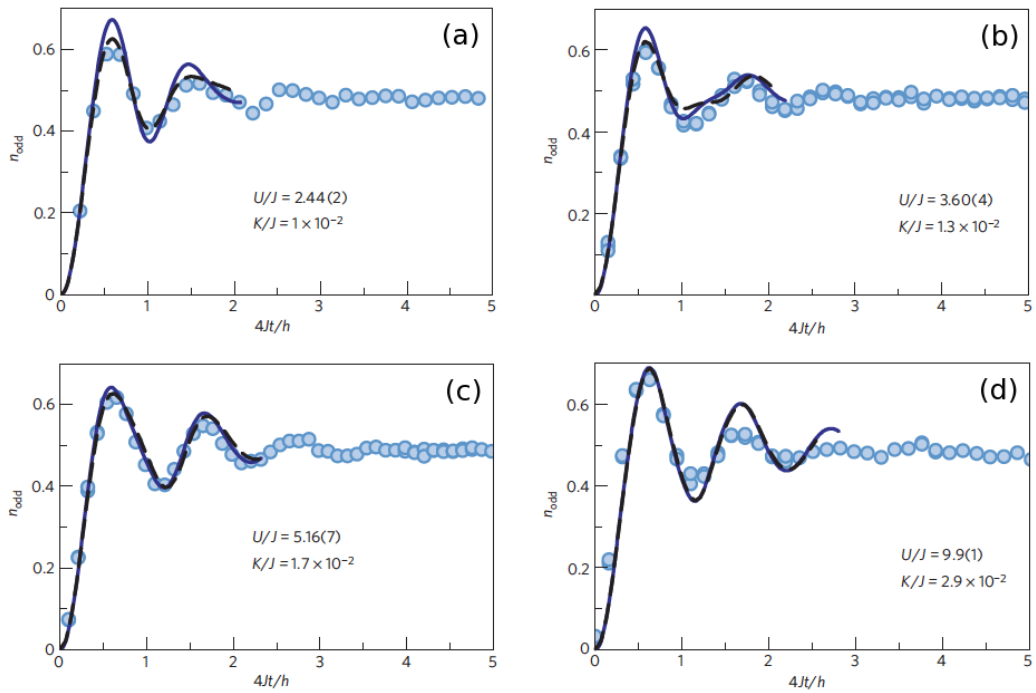 (a)
0.6
0.4
0.2
0
n_odd
U/J = 2.44(2)
K/J = 1 × 10⁻²
0 1 2 3 4 5
4Jt/h
(b)
0.6
0.4
0.2
0
n_odd
U/J = 3.60(4)
K/J = 1.3 × 10⁻²
0 1 2 3 4 5
4Jt/h
(c)
0.6
0.4
0.2
0
n_odd
U/J = 5.16(7)
K/J = 1.7 × 10⁻²
0 1 2 3 4 5
4Jt/h
(d)
0.6
0.4
0.2
0
n_odd
U/J = 9.9(1)
K/J = 2.9 × 10⁻²
0 1 2 3 4 5
4Jt/h